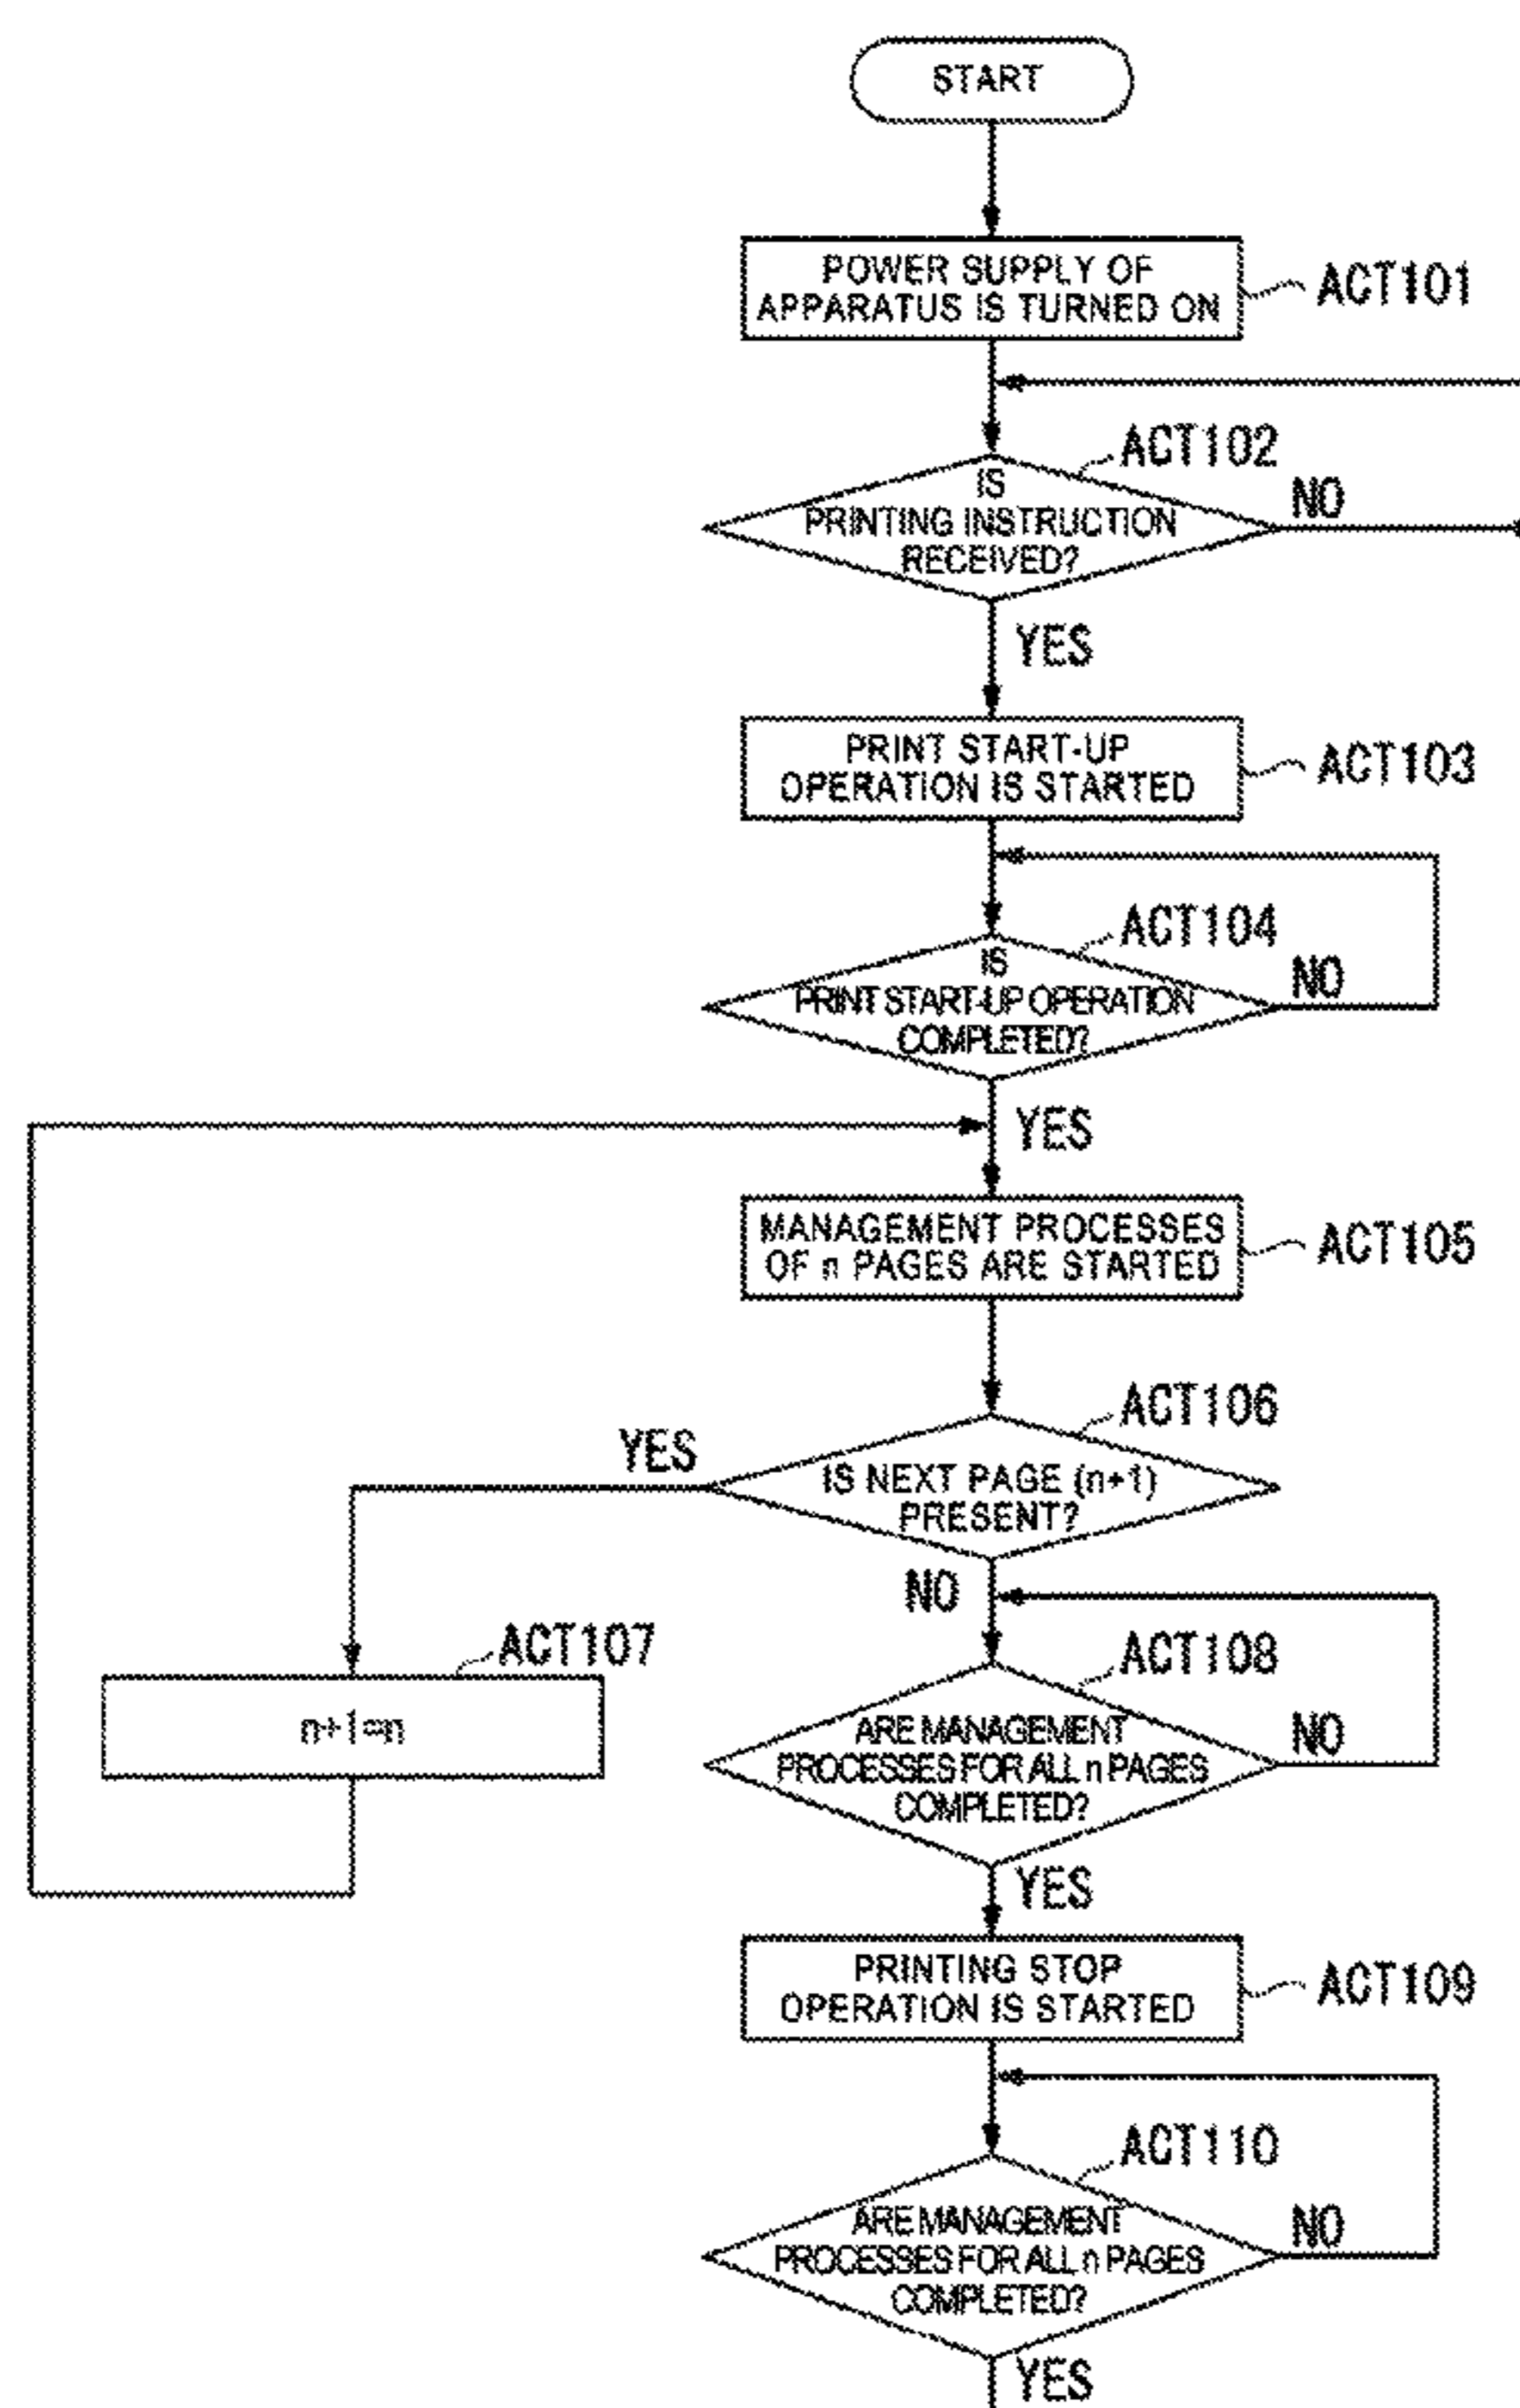 START
POWER SUPPLY OF
APPARATUS IS TURNED ON
ACT101
ACT102
IS
PRINTING INSTRUCTION
RECEIVED?
NO
YES
PRINT START-UP
OPERATION IS STARTED
ACT103
ACT104
IS
PRINT START-UP OPERATION
COMPLETED?
NO
YES
MANAGEMENT PROCESSES
OF n PAGES ARE STARTED
ACT105
ACT106
YES
IS NEXT PAGE (n+1)
PRESENT?
NO
ACT107
n+1=n
ACT108
ARE MANAGEMENT
PROCESSES FOR ALL n PAGES
COMPLETED?
NO
YES
PRINTING STOP
OPERATION IS STARTED
ACT109
ACT110
ARE MANAGEMENT
PROCESSES FOR ALL n PAGES
COMPLETED?
NO
YES